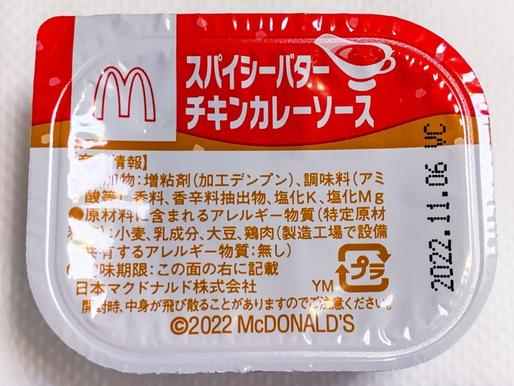 スパイシーバター
チキンカレーソース
情報】
加物：増粘剤（加工デンプン）、調味料（アミ
酸等）、香料、香辛料抽出物、塩化K、塩化Mg
●原材料に含まれるアレルギー物質（特定原材
）：小麦、乳成分、大豆、鶏肉（製造工場で設備
有するアレルギー物質：無し）
味期限：この面の右に記載
日本マクドナルド株式会社
YM
プラ
開封時、中身が飛び散ることがありますのでご注意ください。
©2022 McDONALD'S
2022.11.06 WC